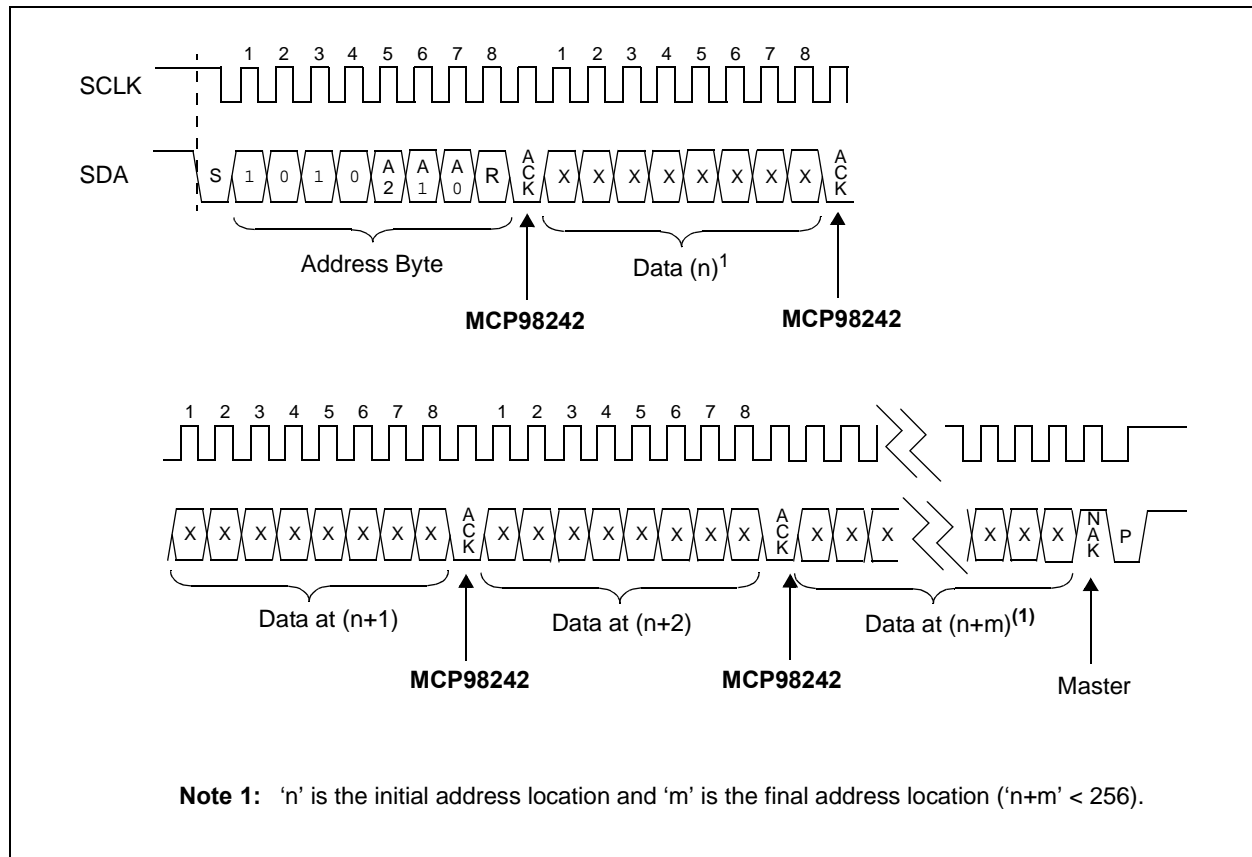 1 2 3 4 5 6 7 8 1 2 3 4 5 6 7 8
SCLK
SDA S 1 0 1 0 A2 A1 A0 R ACK X X X X X X X X ACK
Address Byte Data (n)1
MCP98242 MCP98242
1 2 3 4 5 6 7 8 1 2 3 4 5 6 7 8
X X X X X X X X ACK X X X X X X X X ACK X X X X X X NAK P
Data at (n+1) Data at (n+2) Data at (n+m)(1)
MCP98242 MCP98242 Master
Note 1: ‘n’ is the initial address location and ‘m’ is the final address location (‘n+m’ < 256).